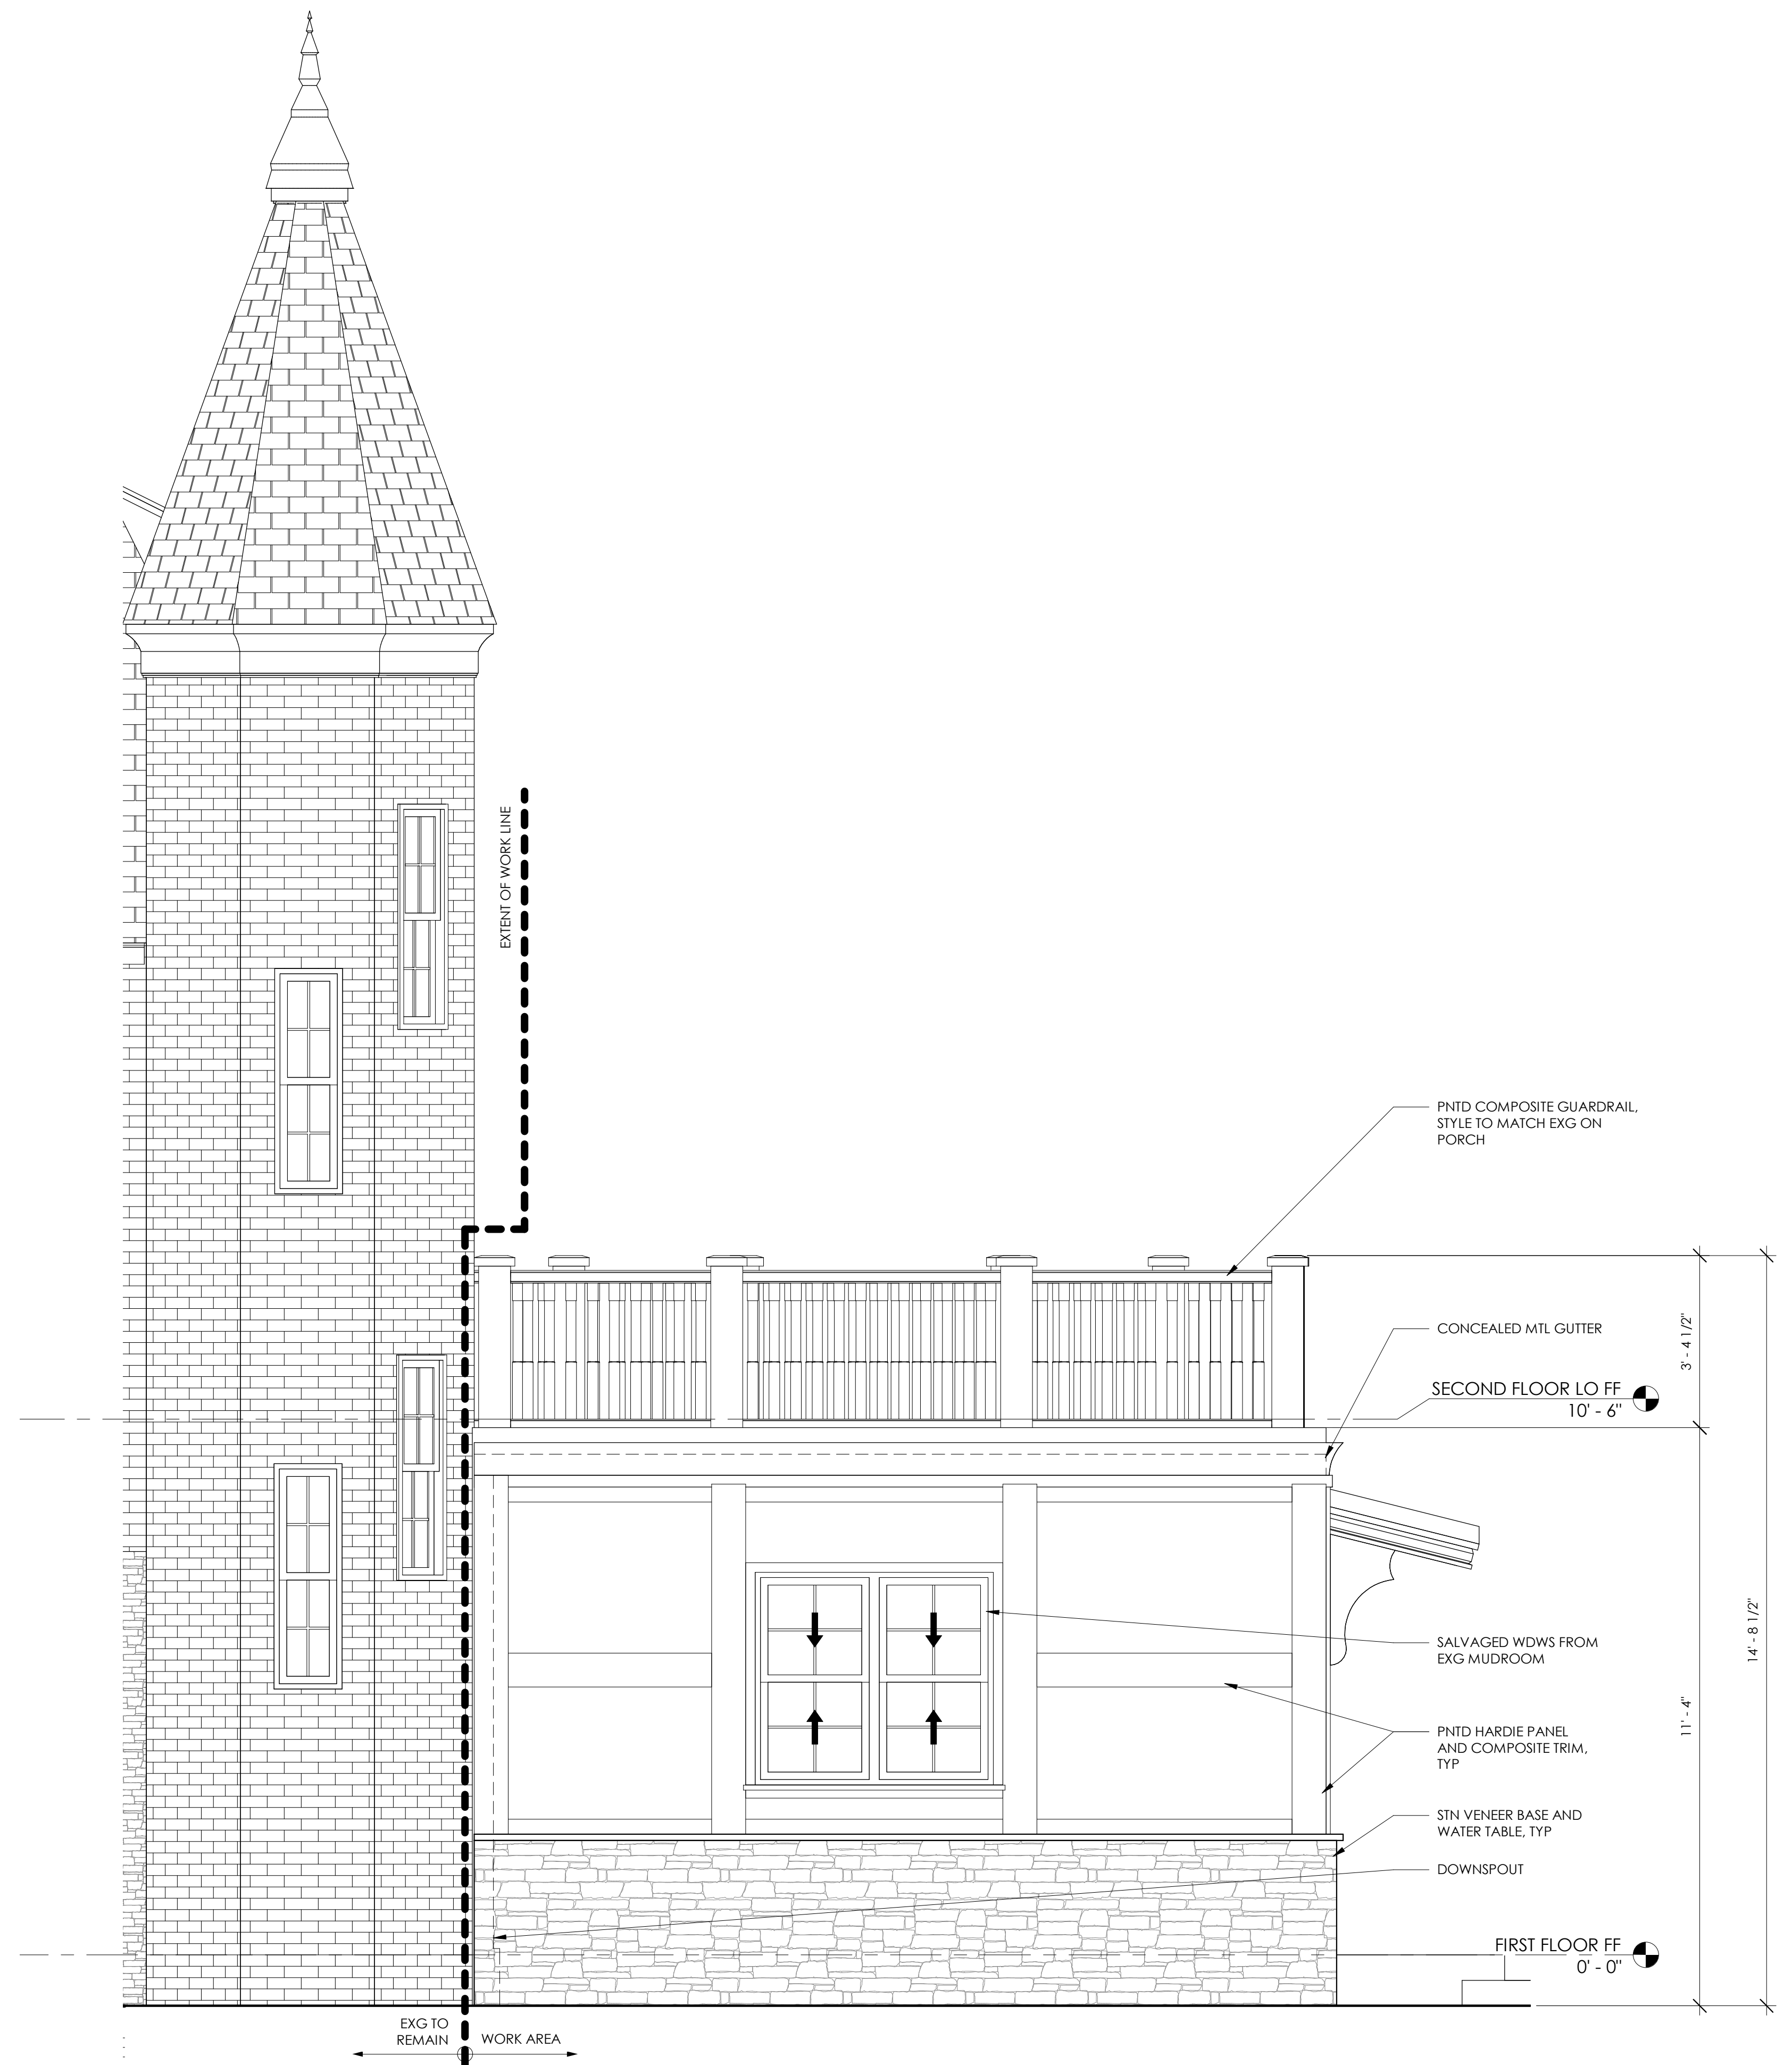 EXTENT OF WORK LINE
PNTD COMPOSITE GUARDRAIL,
STYLE TO MATCH EXG ON
PORCH
CONCEALED MTL GUTTER
3' - 4 1/2"
SECOND FLOOR LO FF
10' - 6"
SALVAGED WDWS FROM
EXG MUDROOM
14' - 8 1/2"
11' - 4"
PNTD HARDIE PANEL
AND COMPOSITE TRIM,
TYP
STN VENEER BASE AND
WATER TABLE, TYP
DOWNSPOUT
FIRST FLOOR FF
0' - 0"
EXG TO
REMAIN
WORK AREA